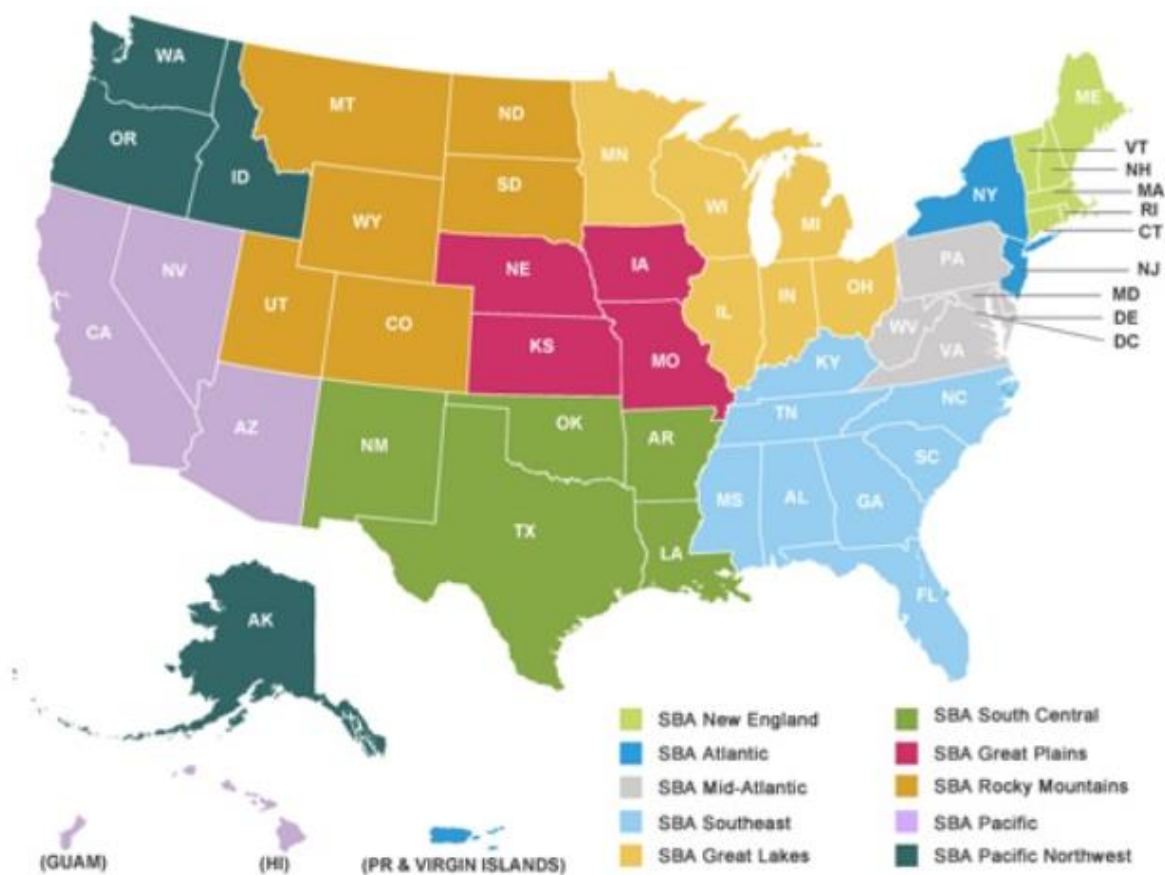 WA
OR
ID
MT
ND
SD
WY
MN
WI
MI
NY
ME
VT
NH
MA
RI
CT
NJ
MD
DE
DC
PA
NV
UT
CA
CO
NE
IA
KS
MO
IL
IN
OH
WV
VA
KY
AZ
NM
OK
AR
TN
NC
SC
TX
LA
MS
AL
GA
FL
AK
(GUAM)
(HI)
(PR & VIRGIN ISLANDS)
SBA New England
SBA Atlantic
SBA Mid-Atlantic
SBA Southeast
SBA Great Lakes
SBA South Central
SBA Great Plains
SBA Rocky Mountains
SBA Pacific
SBA Pacific Northwest